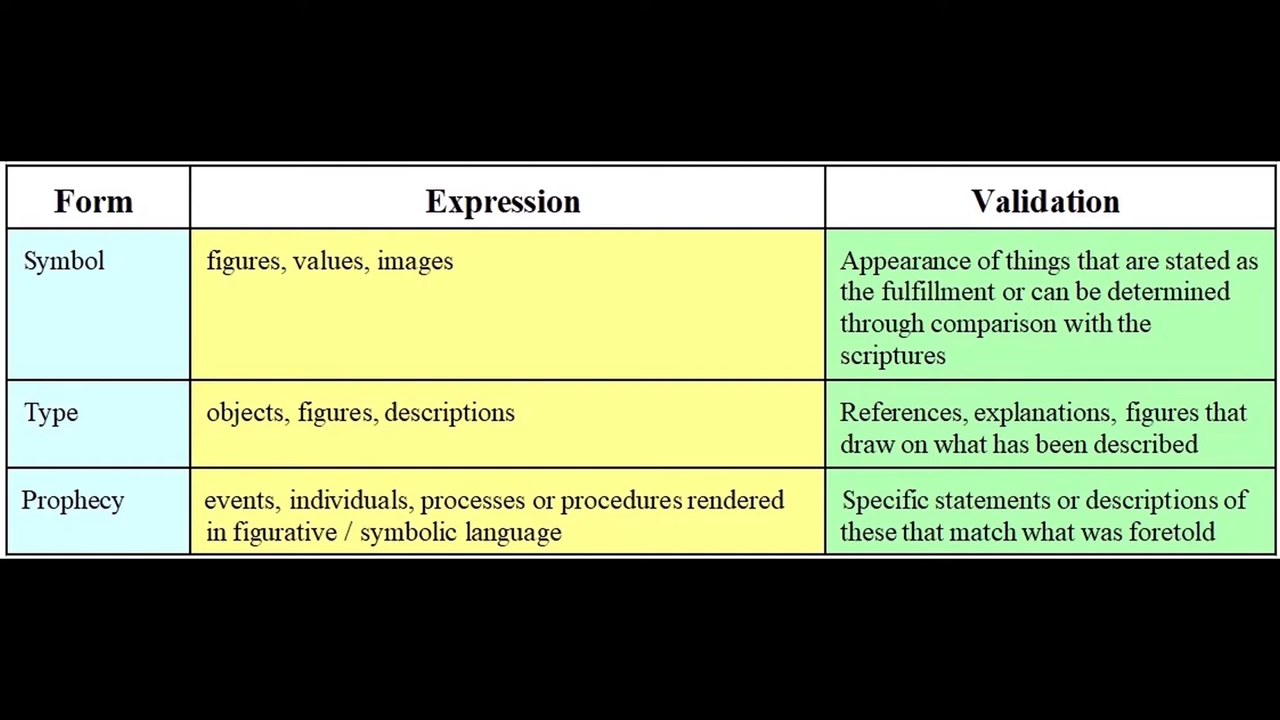 Form Expression Validation
Symbol
figures, values, images
Appearance of things that are stated as
the fulfillment or can be determined
through comparison with the
scriptures
Type
objects, figures, descriptions
References, explanations, figures that
draw on what has been described
Prophecy
events, individuals, processes or procedures rendered
in figurative / symbolic language
Specific statements or descriptions of
these that match what was foretold